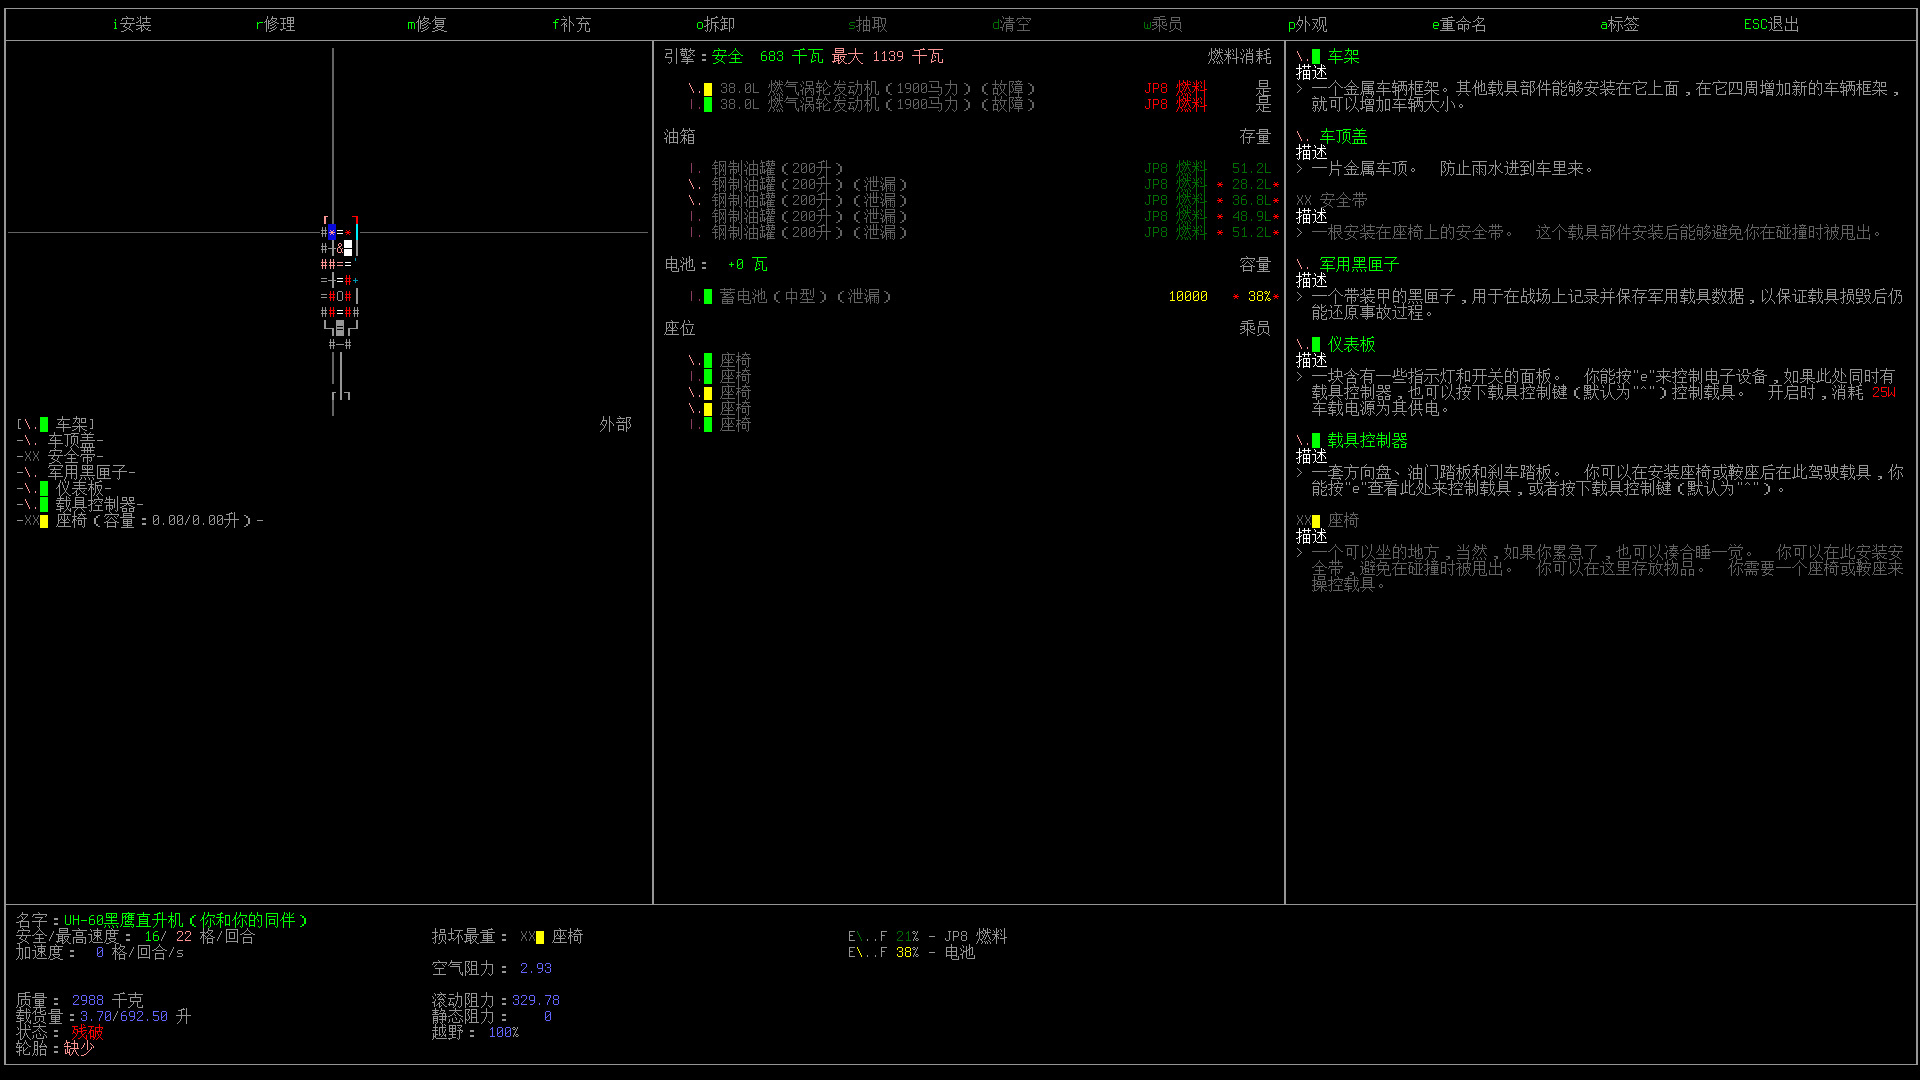 i安装 r修理 m修复 f补充 o拆卸 s抽取 d清空 w乘员 p外观 e重命名 a标签 ESC退出
[\. 车架] 外部
-\. 车顶盖-
-XX 安全带-
-\. 军用黑匣子-
-\. 仪表板-
-\. 载具控制器-
-XX 座椅(容量:0.00/0.00升)-
引擎:安全 683 千瓦 最大 1139 千瓦 燃料消耗
\. 38.0L 燃气涡轮发动机(1900马力)(故障) JP8 燃料 是
|. 38.0L 燃气涡轮发动机(1900马力)(故障) JP8 燃料 是
油箱 存量
|. 钢制油罐(200升) JP8 燃料 51.2L
\. 钢制油罐(200升)(泄漏) JP8 燃料 * 28.2L*
\. 钢制油罐(200升)(泄漏) JP8 燃料 * 36.8L*
|. 钢制油罐(200升)(泄漏) JP8 燃料 * 48.9L*
|. 钢制油罐(200升)(泄漏) JP8 燃料 * 51.2L*
电池: +0 瓦 容量
|. 蓄电池(中型)(泄漏) 10000 * 38%*
座位 乘员
\. 座椅
|. 座椅
\. 座椅
\. 座椅
|. 座椅
\. 车架
描述
> 一个金属车辆框架。其他载具部件能够安装在它上面,在它四周增加新的车辆框架,
就可以增加车辆大小。
\. 车顶盖
描述
> 一片金属车顶。 防止雨水进到车里来。
XX 安全带
描述
> 一根安装在座椅上的安全带。 这个载具部件安装后能够避免你在碰撞时被甩出。
\. 军用黑匣子
描述
> 一个带装甲的黑匣子,用于在战场上记录并保存军用载具数据,以保证载具损毁后仍
能还原事故过程。
\. 仪表板
描述
> 一块含有一些指示灯和开关的面板。 你能按"e"来控制电子设备,如果此处同时有
载具控制器,也可以按下载具控制键(默认为"^")控制载具。 开启时,消耗 25W
车载电源为其供电。
\. 载具控制器
描述
> 一套方向盘、油门踏板和刹车踏板。 你可以在安装座椅或鞍座后在此驾驶载具,你
能按"e"查看此处来控制载具,或者按下载具控制键(默认为"^")。
XX 座椅
描述
> 一个可以坐的地方,当然,如果你累急了,也可以凑合睡一觉。 你可以在此安装安
全带,避免在碰撞时被甩出。 你可以在这里存放物品。 你需要一个座椅或鞍座来
操控载具。
名字:UH-60黑鹰直升机(你和你的同伴)
安全/最高速度: 16/ 22 格/回合 损坏最重: XX 座椅 E\..F 21% - JP8 燃料
加速度: 0 格/回合/s E\..F 38% - 电池
空气阻力: 2.93
质量: 2988 千克 滚动阻力:329.78
载货量:3.70/692.50 升 静态阻力: 0
状态: 残破 越野: 100%
轮胎:缺少